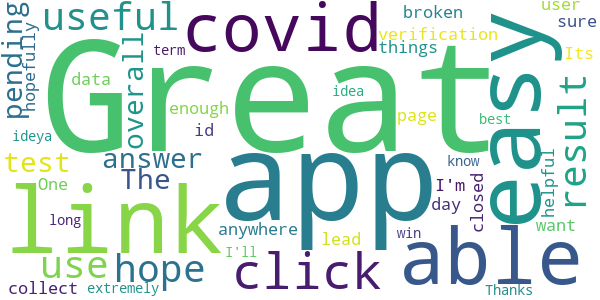 useful
covid
broken
user
sure
verification
things
Its
pending
hopefully
overall
term
Great
easy
data
idea
enough
page
result
best
ideya
id
answer
test
The
app
know
One
link
I'm
closed
helpful
day
long
anywhere
able
want
use
hope
I'll
click
lead
win
collect
extremely
Thanks